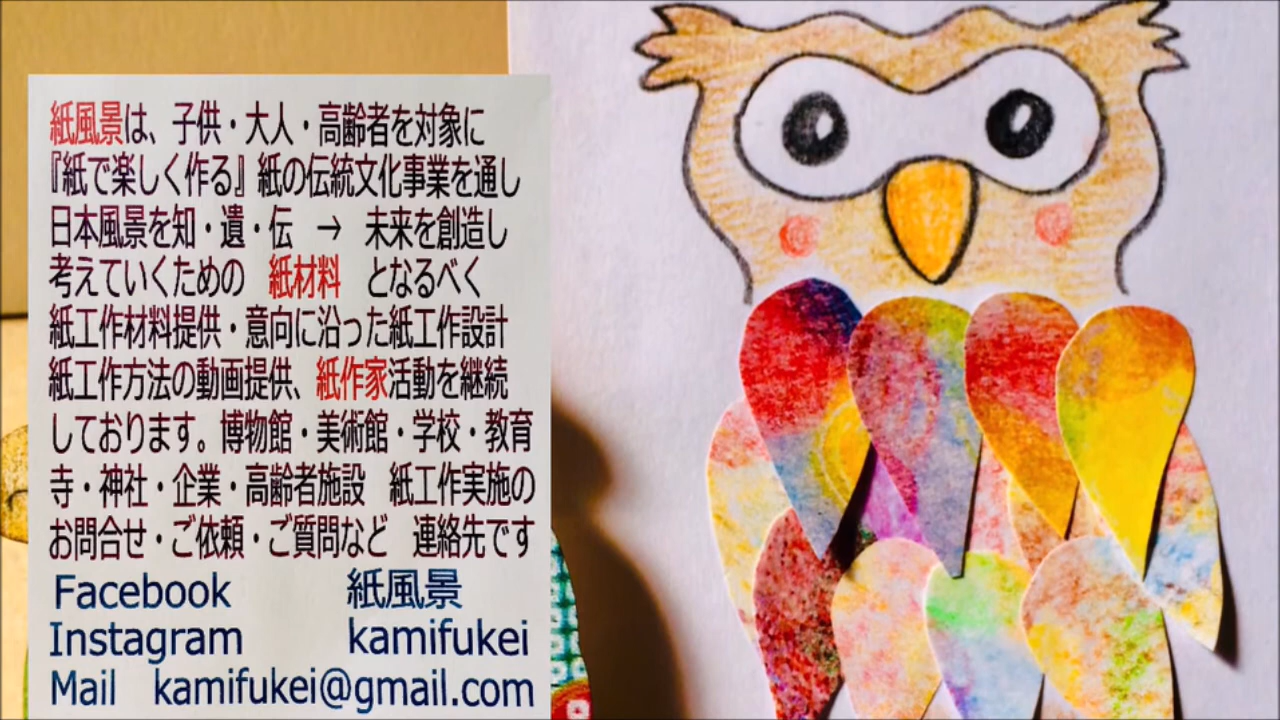 紙風景は、子供・大人・高齢者を対象に
『紙で楽しく作る』紙の伝統文化事業を通し
日本風景を知・遺・伝　→　未来を創造し
考えていくための　紙材料　となるべく
紙工作材料提供・意向に沿った紙工作設計
紙工作方法の動画提供、紙作家活動を継続
しております。博物館・美術館・学校・教育
寺・神社・企業・高齢者施設　紙工作実施の
お問合せ・ご依頼・ご質問など　連絡先です
Facebook　紙風景
Instagram　kamifukei
Mail　kamifukei@gmail.com